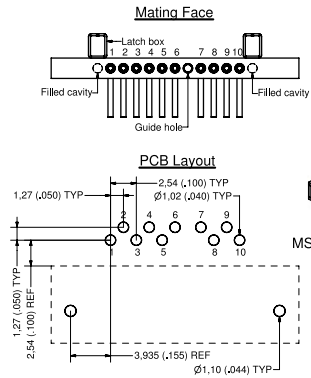 Mating Face
Latch box
1 2 3 4 5 6 7 8 9 10
Filled cavity
Filled cavity
Guide hole
PCB Layout
2,54 (.100) TYP
1,27 (.050) TYP
Ø1,02 (.040) TYP
2 4 6 7 9
1 3 5 8 10
MS
1,27 (.050) TYP
2,54 (.100) REF
3,935 (.155) REF
Ø1,10 (.044) TYP